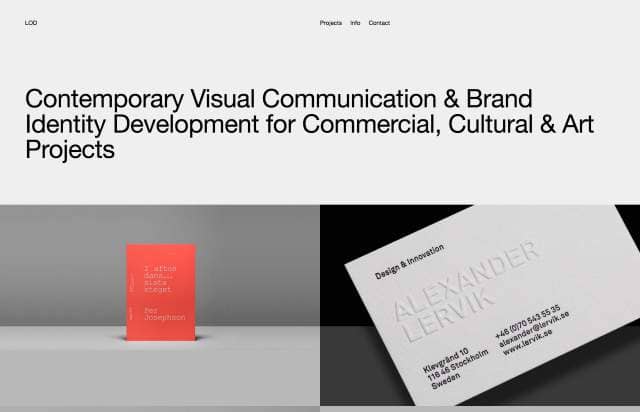 LOD
Projects Info Contact
Contemporary Visual Communication & Brand
Identity Development for Commercial, Cultural & Art
Projects
I afton
dans...
sista
steget
Per
Josephson
Design & Innovation
ALEXANDER
LERVIK
Klevgränd 10
116 46 Stockholm
Sweden
+46 (0)70 543 55 35
alexander@lervik.se
www.lervik.se